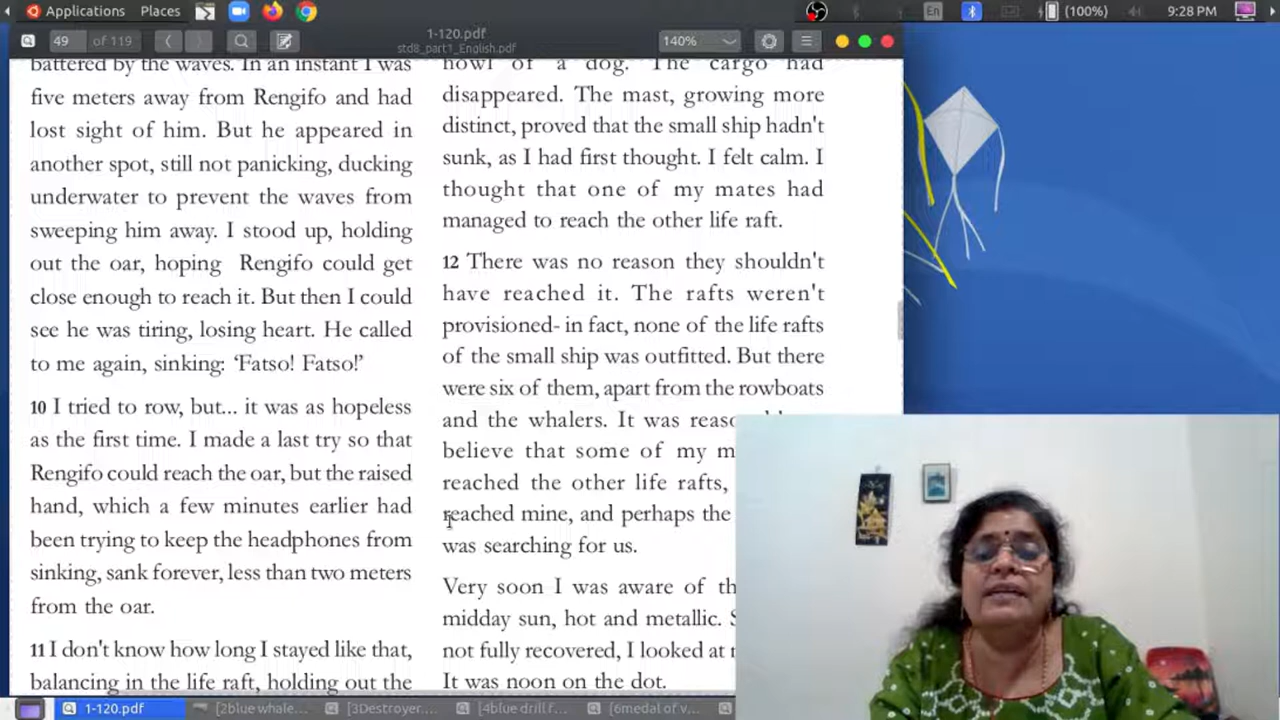 Applications Places
En
(100%)
9:28 PM
49 of 119
1-120.pdf
std8_part1_English.pdf
140%
battered by the waves. In an instant I was
five meters away from Rengifo and had
lost sight of him. But he appeared in
another spot, still not panicking, ducking
underwater to prevent the waves from
sweeping him away. I stood up, holding
out the oar, hoping Rengifo could get
close enough to reach it. But then I could
see he was tiring, losing heart. He called
to me again, sinking: ‘Fatso! Fatso!’
10 I tried to row, but... it was as hopeless
as the first time. I made a last try so that
Rengifo could reach the oar, but the raised
hand, which a few minutes earlier had
been trying to keep the headphones from
sinking, sank forever, less than two meters
from the oar.
11 I don't know how long I stayed like that,
balancing in the life raft, holding out the
howl of a dog. The cargo had
disappeared. The mast, growing more
distinct, proved that the small ship hadn't
sunk, as I had first thought. I felt calm. I
thought that one of my mates had
managed to reach the other life raft.
12 There was no reason they shouldn't
have reached it. The rafts weren't
provisioned- in fact, none of the life rafts
of the small ship was outfitted. But there
were six of them, apart from the rowboats
and the whalers. It was
believe that some of my
reached the other life rafts,
reached mine, and perhaps the
was searching for us.
Very soon I was aware of
midday sun, hot and metallic.
not fully recovered, I looked at
It was noon on the dot.
1-120.pdf
[2blue whale...
[3Destroyer....
[4blue drill f...
[6medal of v...